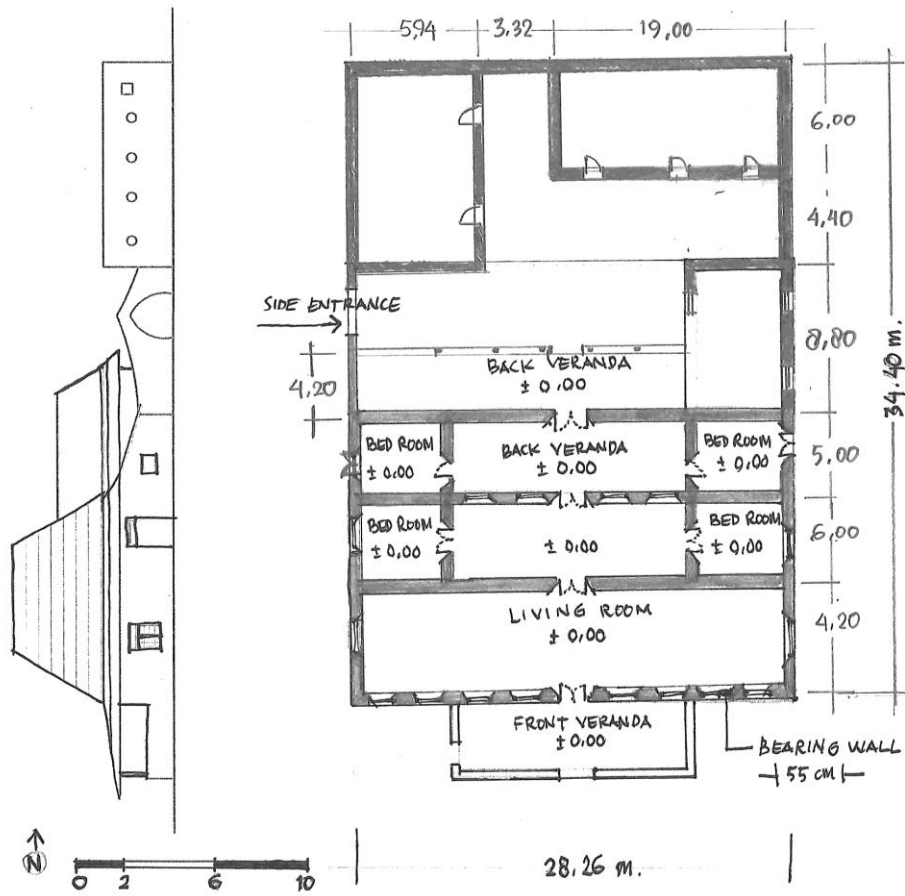 5,94
3.32
19,00
6,00
4,40
SIDE ENTRANCE
8,80
34.40 m.
4,20
BACK VERANDA
± 0,00
BED ROOM
± 0,00
BACK VERANDA
± 0,00
BED ROOM
± 0,00
5,00
BED ROOM
± 0,00
± 0,00
BED ROOM
± 0,00
6,00
LIVING ROOM
± 0,00
4,20
FRONT VERANDA
± 0,00
BEARING WALL
55 CM
N
0 2 6 10
28,26 m.